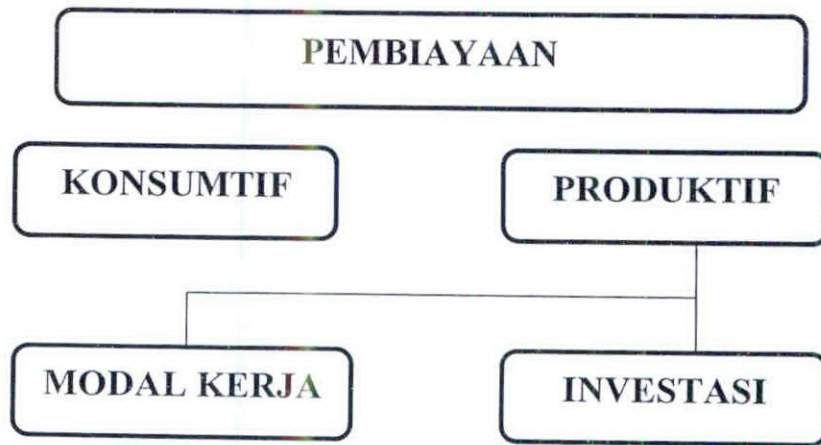 PEMBIAYAAN
KONSUMTIF
PRODUKTIF
MODAL KERJA
INVESTASI